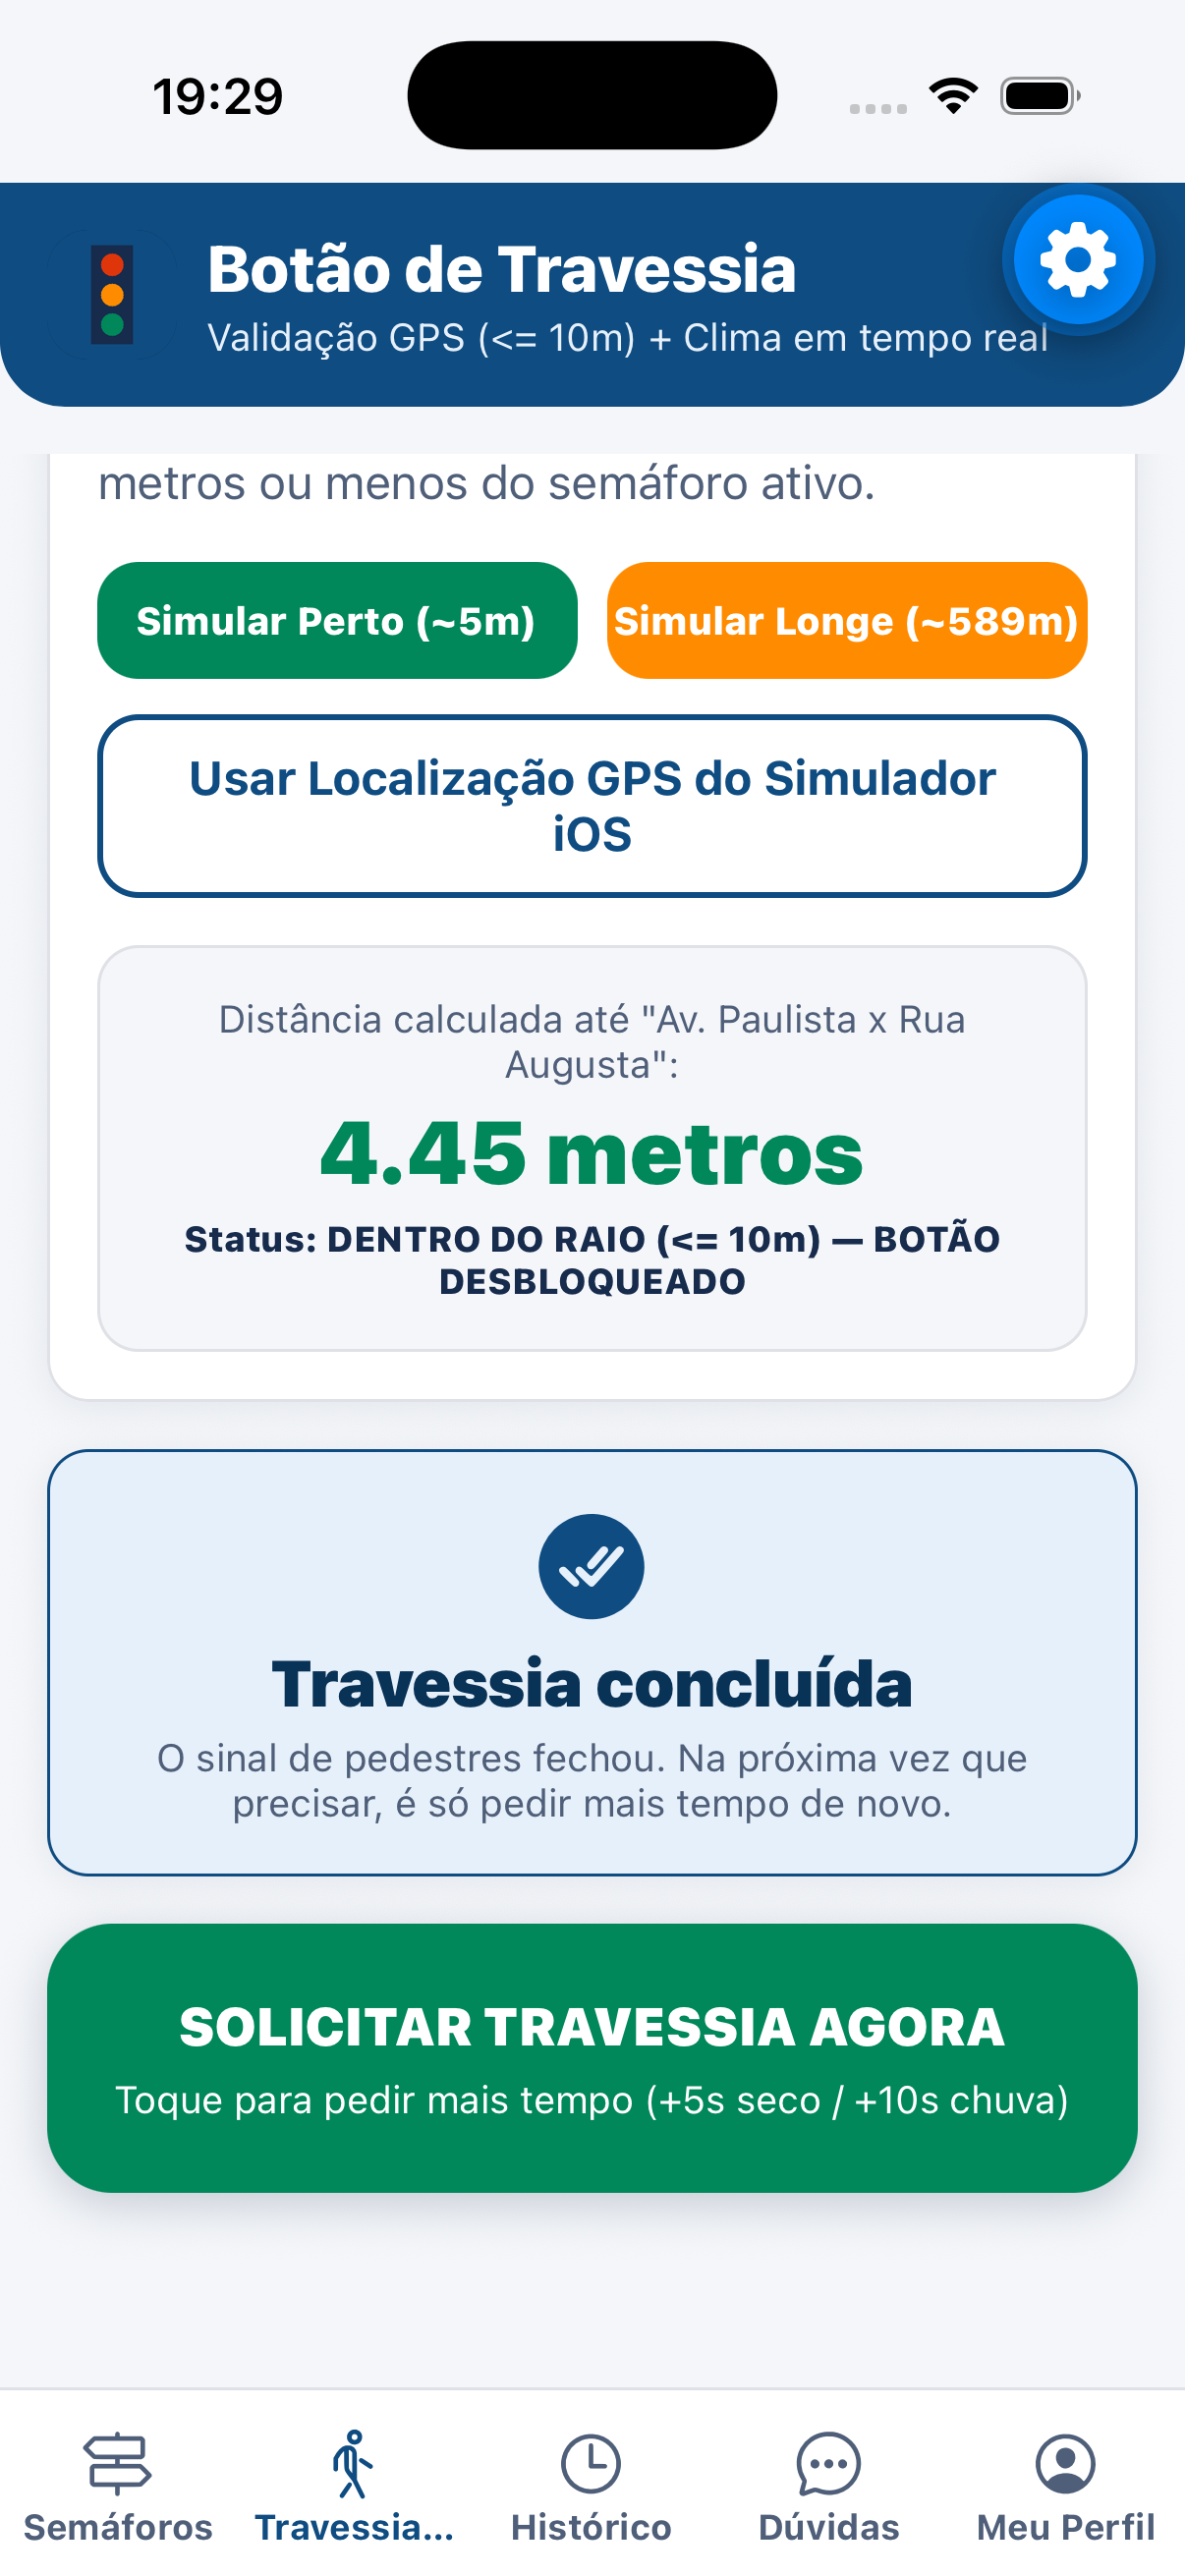 19:29
Botão de Travessia
Validação GPS (<= 10m) + Clima em tempo real
metros ou menos do semáforo ativo.
Simular Perto (~5m)
Simular Longe (~589m)
Usar Localização GPS do Simulador
iOS
Distância calculada até "Av. Paulista x Rua
Augusta":
4.45 metros
Status: DENTRO DO RAIO (<= 10m) — BOTÃO
DESBLOQUEADO
Travessia concluída
O sinal de pedestres fechou. Na próxima vez que
precisar, é só pedir mais tempo de novo.
SOLICITAR TRAVESSIA AGORA
Toque para pedir mais tempo (+5s seco / +10s chuva)
Semáforos
Travessia...
Histórico
Dúvidas
Meu Perfil